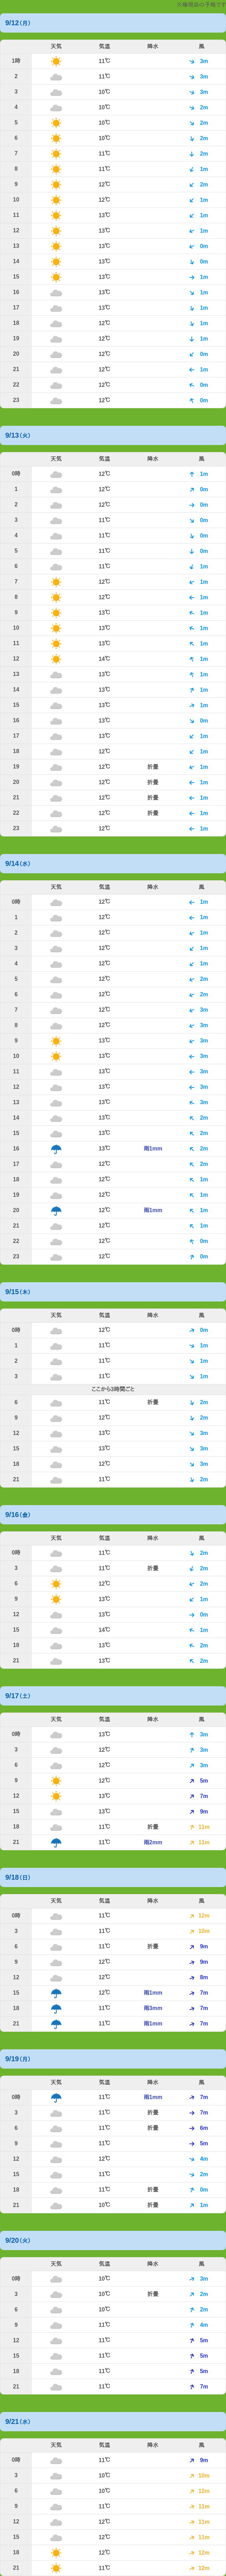 ※権現岳の予報です
9/12(月)
天気 気温 降水 風
1時 11℃ 3m
2 11℃ 3m
3 10℃ 3m
4 10℃ 2m
5 10℃ 2m
6 10℃ 2m
7 11℃ 2m
8 11℃ 1m
9 12℃ 2m
10 12℃ 1m
11 13℃ 1m
12 13℃ 1m
13 13℃ 0m
14 13℃ 0m
15 13℃ 1m
16 13℃ 1m
17 13℃ 1m
18 12℃ 1m
19 12℃ 1m
20 12℃ 0m
21 12℃ 1m
22 12℃ 0m
23 12℃ 0m
9/13(火)
天気 気温 降水 風
0時 12℃ 1m
1 12℃ 0m
2 12℃ 0m
3 11℃ 0m
4 11℃ 0m
5 11℃ 0m
6 11℃ 1m
7 12℃ 1m
8 13℃ 1m
9 13℃ 1m
10 13℃ 1m
11 13℃ 1m
12 14℃ 1m
13 13℃ 1m
14 13℃ 1m
15 13℃ 1m
16 13℃ 0m
17 13℃ 1m
18 12℃ 1m
19 12℃ 折畳 1m
20 12℃ 折畳 1m
21 12℃ 折畳 1m
22 12℃ 折畳 1m
23 12℃ 1m
9/14(水)
天気 気温 降水 風
0時 12℃ 1m
1 12℃ 1m
2 12℃ 1m
3 12℃ 1m
4 12℃ 1m
5 12℃ 2m
6 12℃ 2m
7 12℃ 3m
8 12℃ 3m
9 13℃ 3m
10 13℃ 3m
11 13℃ 3m
12 13℃ 3m
13 13℃ 3m
14 13℃ 2m
15 13℃ 2m
16 13℃ 雨1mm 2m
17 12℃ 2m
18 12℃ 1m
19 12℃ 1m
20 12℃ 雨1mm 1m
21 12℃ 1m
22 12℃ 0m
23 12℃ 0m
9/15(木)
天気 気温 降水 風
0時 12℃ 0m
1 11℃ 1m
2 11℃ 1m
3 11℃ 1m
ここから3時間ごと
6 11℃ 折畳 2m
9 12℃ 2m
12 13℃ 3m
15 13℃ 3m
18 12℃ 3m
21 11℃ 2m
9/16(金)
天気 気温 降水 風
0時 11℃ 2m
3 11℃ 折畳 2m
6 12℃ 2m
9 13℃ 1m
12 13℃ 0m
15 14℃ 1m
18 13℃ 2m
21 13℃ 2m
9/17(土)
天気 気温 降水 風
0時 13℃ 3m
3 12℃ 3m
6 12℃ 3m
9 12℃ 5m
12 13℃ 7m
15 13℃ 9m
18 11℃ 折畳 11m
21 11℃ 雨2mm 11m
9/18(日)
天気 気温 降水 風
0時 11℃ 12m
3 11℃ 10m
6 11℃ 折畳 9m
9 12℃ 9m
12 12℃ 8m
15 12℃ 雨1mm 7m
18 11℃ 雨3mm 7m
21 11℃ 雨1mm 7m
9/19(月)
天気 気温 降水 風
0時 11℃ 雨1mm 7m
3 11℃ 折畳 7m
6 11℃ 折畳 6m
9 11℃ 5m
12 12℃ 4m
15 11℃ 2m
18 11℃ 折畳 0m
21 10℃ 折畳 1m
9/20(火)
天気 気温 降水 風
0時 10℃ 3m
3 10℃ 折畳 2m
6 10℃ 2m
9 11℃ 4m
12 11℃ 5m
15 11℃ 5m
18 11℃ 5m
21 11℃ 7m
9/21(水)
天気 気温 降水 風
0時 11℃ 9m
3 10℃ 10m
6 10℃ 12m
9 11℃ 11m
12 12℃ 11m
15 12℃ 11m
18 12℃ 12m
21 11℃ 12m